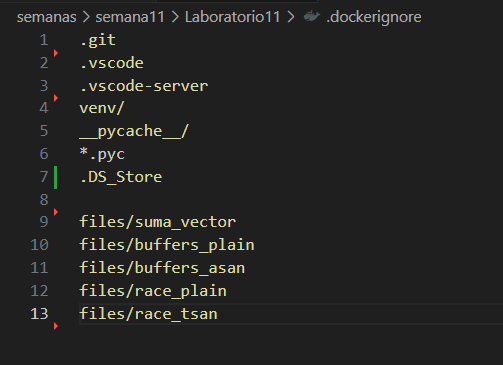 semanas > semana11 > Laboratorio11 > .dockerignore
1 .git
2 .vscode
3 .vscode-server
4 venv/
5 __pycache__/
6 *.pyc
7 .DS_Store
8
9 files/suma_vector
10 files/buffers_plain
11 files/buffers_asan
12 files/race_plain
13 files/race_tsan